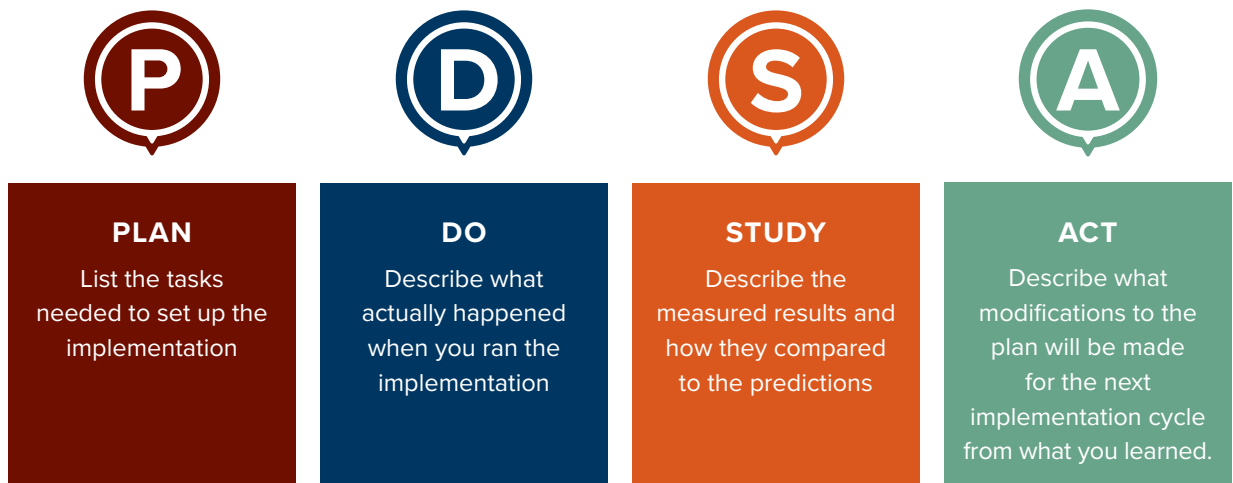 P
D
S
A
PLAN
List the tasks
needed to set up the
implementation
DO
Describe what
actually happened
when you ran the
implementation
STUDY
Describe the
measured results and
how they compared
to the predictions
ACT
Describe what
modifications to the
plan will be made
for the next
implementation cycle
from what you learned.